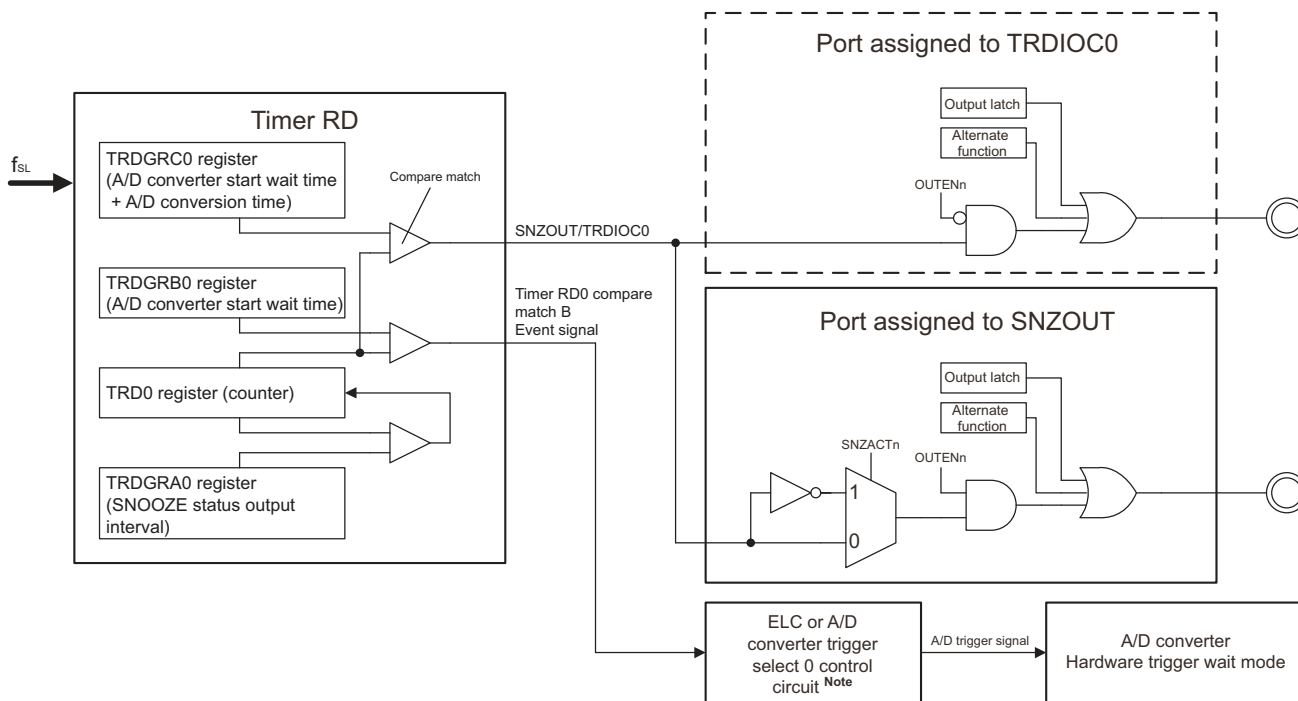 Port assigned to TRDIOC0
Output latch
Alternate
function
OUTENn
Timer RD
fSL
TRDGRC0 register
(A/D converter start wait time
+ A/D conversion time)
Compare match
SNZOUT/TRDIOC0
TRDGRB0 register
(A/D converter start wait time)
Timer RD0 compare
match B
Event signal
TRD0 register (counter)
TRDGRA0 register
(SNOOZE status output
interval)
Port assigned to SNZOUT
Output latch
Alternate
function
SNZACTn
OUTENn
1
0
ELC or A/D
converter trigger
select 0 control
circuit Note
A/D trigger signal
A/D converter
Hardware trigger wait mode